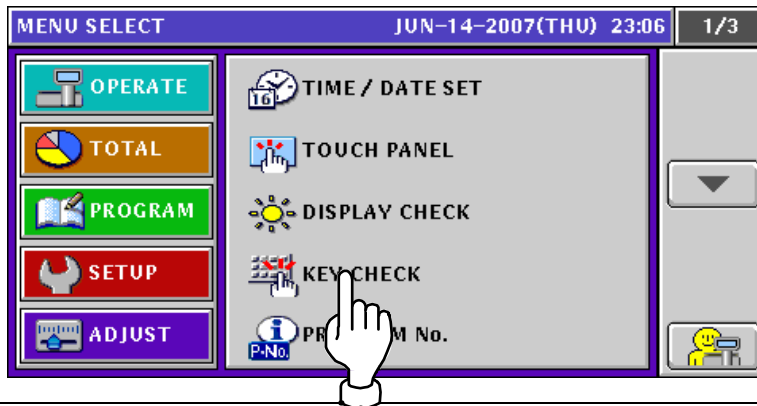 MENU SELECT JUN-14-2007(THU) 23:06 1/3
OPERATE
TOTAL
PROGRAM
SETUP
ADJUST
TIME / DATE SET
16
TOUCH PANEL
DISPLAY CHECK
KEY CHECK
P-No.
No.